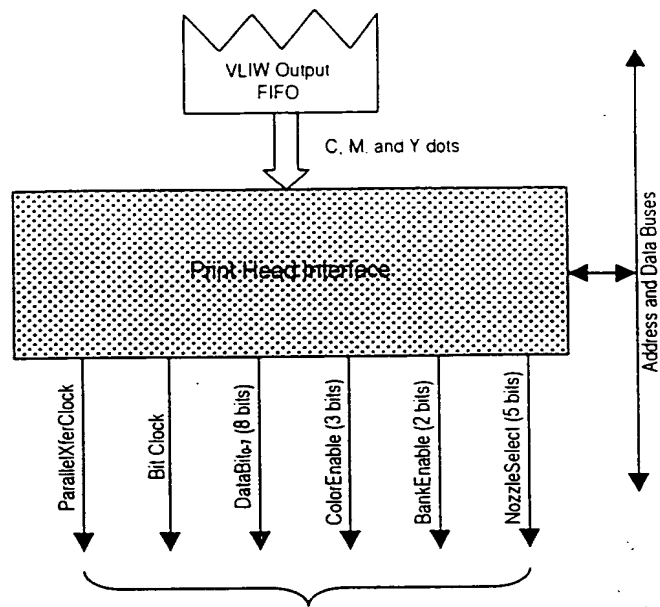 VLIW Output
FIFO
C, M, and Y dots
Print Head Interface
Address and Data Buses
ParallelXferClock
Bit Clock
DataBit0-7 (8 bits)
ColorEnable (3 bits)
BankEnable (2 bits)
NozzleSelect (5 bits)